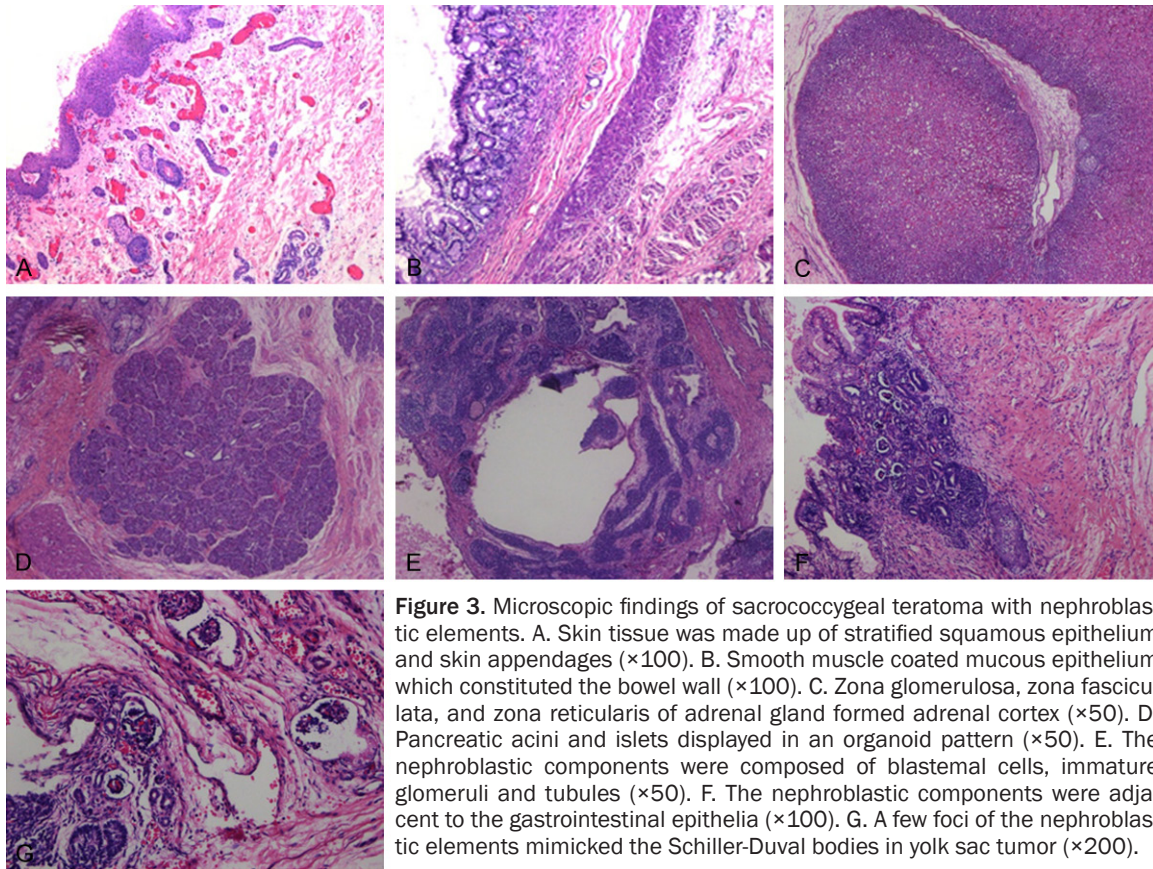 A
B
C
D
E
F
G
Figure 3. Microscopic findings of sacrococcygeal teratoma with nephroblas-
tic elements. A. Skin tissue was made up of stratified squamous epithelium
and skin appendages (×100). B. Smooth muscle coated mucous epithelium
which constituted the bowel wall (×100). C. Zona glomerulosa, zona fascicu-
lata, and zona reticularis of adrenal gland formed adrenal cortex (×50). D.
Pancreatic acini and islets displayed in an organoid pattern (×50). E. The
nephroblastic components were composed of blastemal cells, immature
glomeruli and tubules (×50). F. The nephroblastic components were adja-
cent to the gastrointestinal epithelia (×100). G. A few foci of the nephroblas-
tic elements mimicked the Schiller-Duval bodies in yolk sac tumor (×200).